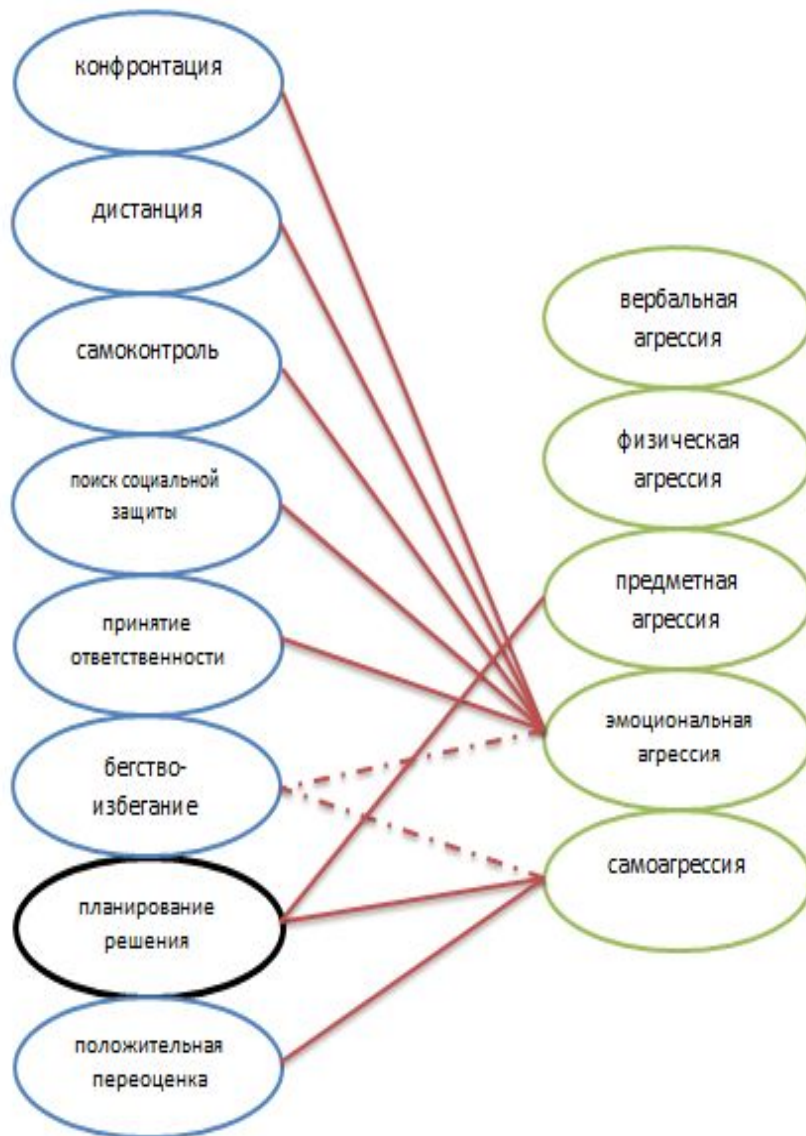 конфронтация
дистанция
самоконтроль
поиск социальной
защиты
принятие
ответственности
бегство-
избегание
планирование
решения
положительная
переоценка
вербальная
агрессия
физическая
агрессия
предметная
агрессия
эмоциональная
агрессия
самоагрессия